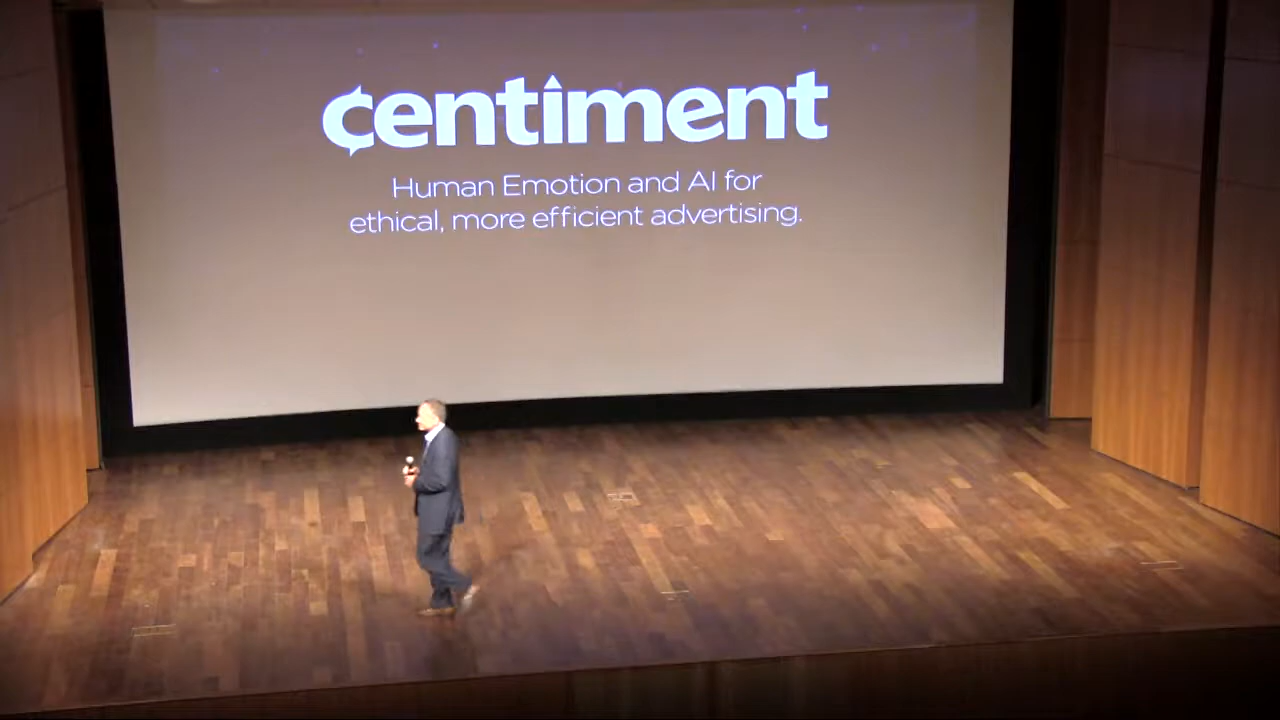 centiment
Human Emotion and AI for
ethical, more efficient advertising.